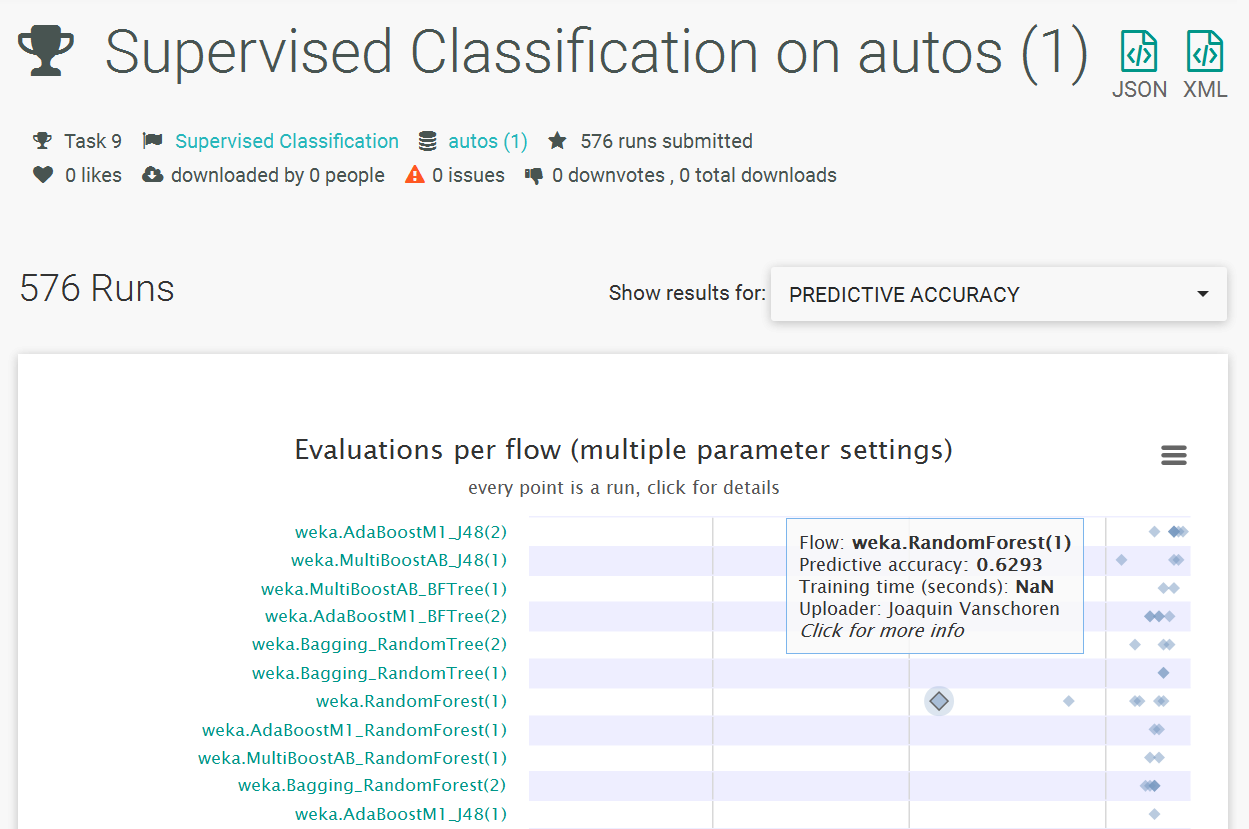 Supervised Classification on autos (1)
JSON XML
Task 9 Supervised Classification autos (1) 576 runs submitted
0 likes downloaded by 0 people 0 issues 0 downvotes , 0 total downloads
576 Runs
Show results for: PREDICTIVE ACCURACY
Evaluations per flow (multiple parameter settings)
every point is a run, click for details
weka.AdaBoostM1_J48(2)
weka.MultiBoostAB_J48(1)
weka.MultiBoostAB_BFTree(1)
weka.AdaBoostM1_BFTree(2)
weka.Bagging_RandomTree(2)
weka.Bagging_RandomTree(1)
weka.RandomForest(1)
weka.AdaBoostM1_RandomForest(1)
weka.MultiBoostAB_RandomForest(1)
weka.Bagging_RandomForest(2)
weka.AdaBoostM1_J48(1)
Flow: weka.RandomForest(1)
Predictive accuracy: 0.6293
Training time (seconds): NaN
Uploader: Joaquin Vanschoren
Click for more info